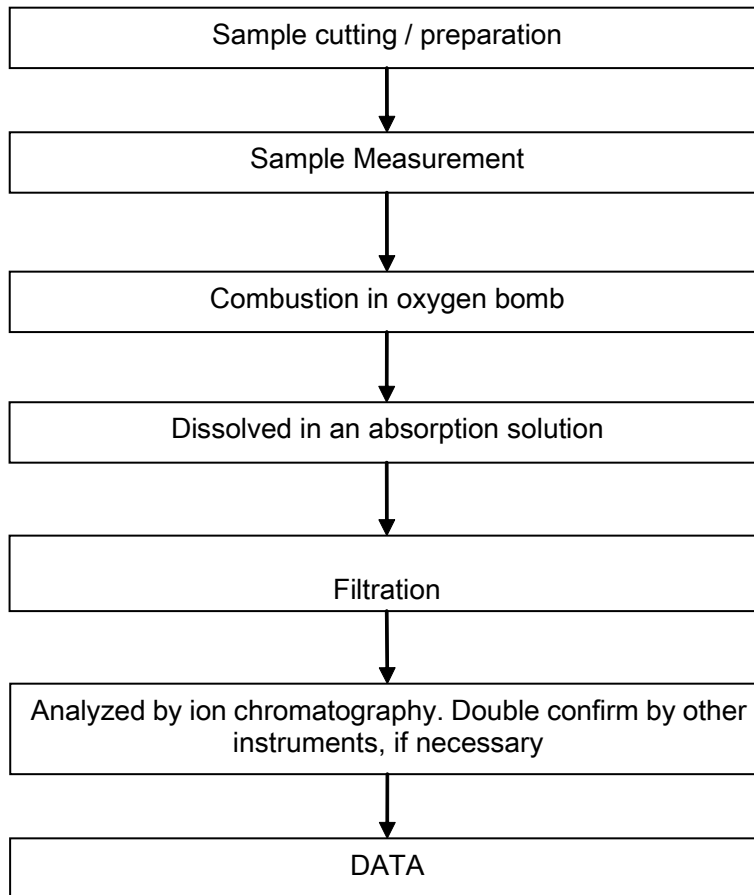 Sample cutting / preparation
Sample Measurement
Combustion in oxygen bomb
Dissolved in an absorption solution
Filtration
Analyzed by ion chromatography. Double confirm by other
instruments, if necessary
DATA